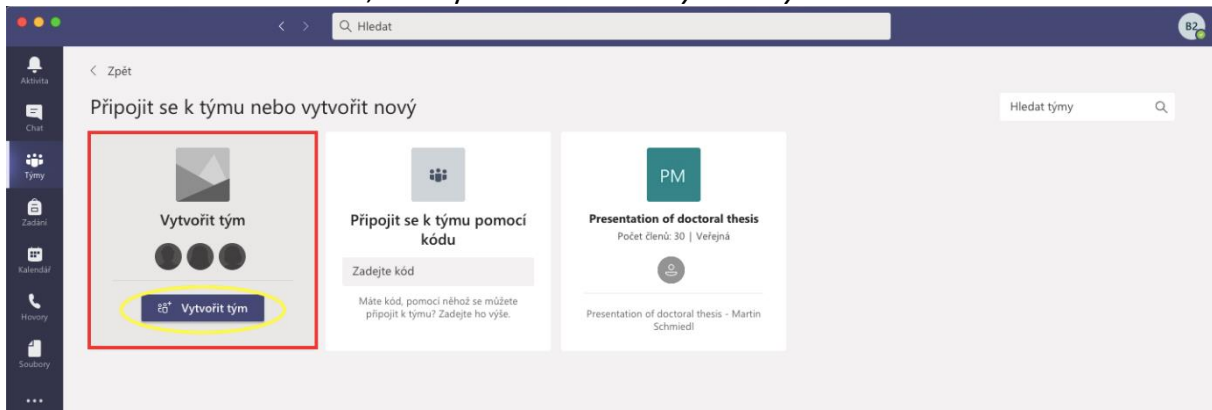 Hledat
B2
Aktivita
Chat
Týmy
Zadání
Kalendář
Hovory
Soubory
Zpět
Připojit se k týmu nebo vytvořit nový
Hledat týmy
Vytvořit tým
Vytvořit tým
Připojit se k týmu pomocí
kódu
Zadejte kód
Máte kód, pomocí něhož se můžete
připojit k týmu? Zadejte ho výše.
PM
Presentation of doctoral thesis
Počet členů: 30 | Veřejná
Presentation of doctoral thesis - Martin
Schmiedl